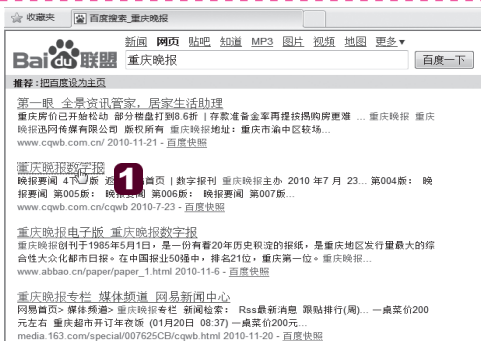 收藏夹 百度搜索_重庆晚报
新闻 网页 贴吧 知道 MP3 图片 视频 地图 更多▼
Bai du 联盟 重庆晚报 百度一下
推荐：把百度设为主页
第一眼 全景资讯管家，居家生活助理
重庆房价已开始松动 部分楼盘打到8.6折 | 存款准备金率再提按揭购房更难 ... 重庆晚报 重庆
晚报迅网传媒有限公司 版权所有 重庆晚报地址：重庆市渝中区较场...
www.cqwb.com.cn/ 2010-11-21 - 百度快照
重庆晚报数字报
晚报要闻 4 版 首页 | 数字报刊 重庆晚报主办 2010 年7 月 23... 第004版： 晚
报要闻 第005版： 晚 第006版： 晚报要闻 第007版...
www.cqwb.com.cn/cqwb 2010-7-23 - 百度快照
1
重庆晚报电子版 重庆晚报数字报
重庆晚报创刊于1985年5月1日，是一份有着20年历史积淀的报纸，是重庆地区发行量最大的综
合性大众化都市日报。在中国报业50强中，排名21位，重庆第一位。重庆晚报...
www.abbao.cn/paper/paper_1.html 2010-11-6 - 百度快照
重庆晚报专栏 媒体频道 网易新闻中心
网易首页> 媒体频道> 重庆晚报专栏 新闻检索： Rss最新消息 跟贴排行(周)... 一桌菜价200
元左右 重庆超市开订年夜饭 (01月20日 08:37) 一桌菜价200元...
media.163.com/special/007625CB/cqwb.html 2010-11-20 - 百度快照